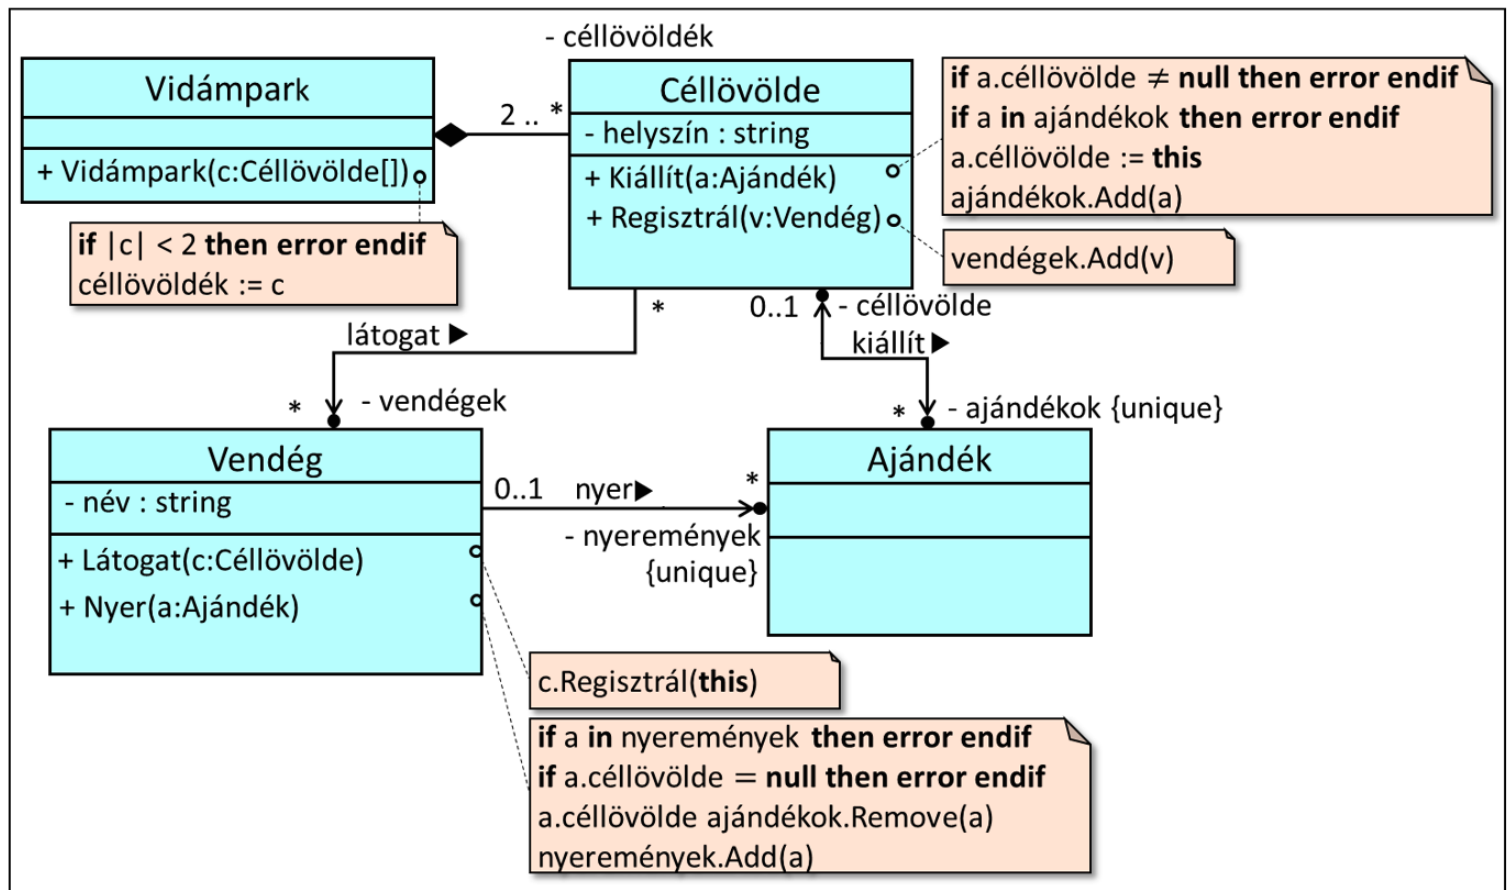 - céllövöldék
Vidámpark
+ Vidámpark(c:Céllövölde[])
2 .. *
if |c| < 2 then error endif
céllövöldék := c
Céllövölde
- helyszín : string
+ Kiállít(a:Ajándék)
+ Regisztrál(v:Vendég)
if a.céllövölde ≠ null then error endif
if a in ajándékok then error endif
a.céllövölde := this
ajándékok.Add(a)
vendégek.Add(v)
*
látogat ▶
* - vendégek
0..1 - céllövölde
kiállít ▶
* - ajándékok {unique}
Vendég
- név : string
+ Látogat(c:Céllövölde)
+ Nyer(a:Ajándék)
0..1 nyer▶ *
- nyeremények
{unique}
Ajándék
c.Regisztrál(this)
if a in nyeremények then error endif
if a.céllövölde = null then error endif
a.céllövölde ajándékok.Remove(a)
nyeremények.Add(a)